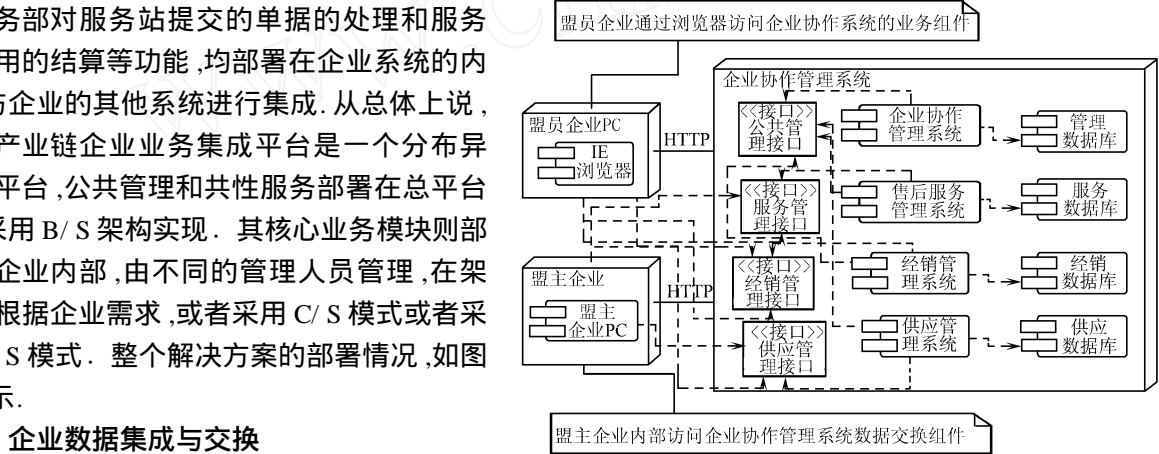 务部对服务站提交的单据的处理和服务
用的结算等功能,均部署在企业系统的内
与企业的其他系统进行集成.从总体上说,
产业链企业业务集成平台是一个分布异
平台,公共管理和共性服务部署在总平台
采用 B/ S 架构实现. 其核心业务模块则部
企业内部,由不同的管理人员管理,在架
根据企业需求,或者采用 C/ S 模式或者采
S 模式. 整个解决方案的部署情况,如图
示.
企业数据集成与交换
盟员企业通过浏览器访问企业协作系统的业务组件
企业协作管理系统
盟员企业PC
IE
浏览器
HTTP
盟主企业
盟主
企业PC
HTTP
<<接口>>
公共管
理接口
<<接口>>
服务管
理接口
<<接口>>
经销管
理接口
<<接口>>
供应管
理接口
企业协作
管理系统
售后服务
管理系统
经销管
理系统
供应管
理系统
管理
数据库
服务
数据库
经销
数据库
供应
数据库
盟主企业内部访问企业协作管理系统数据交换组件